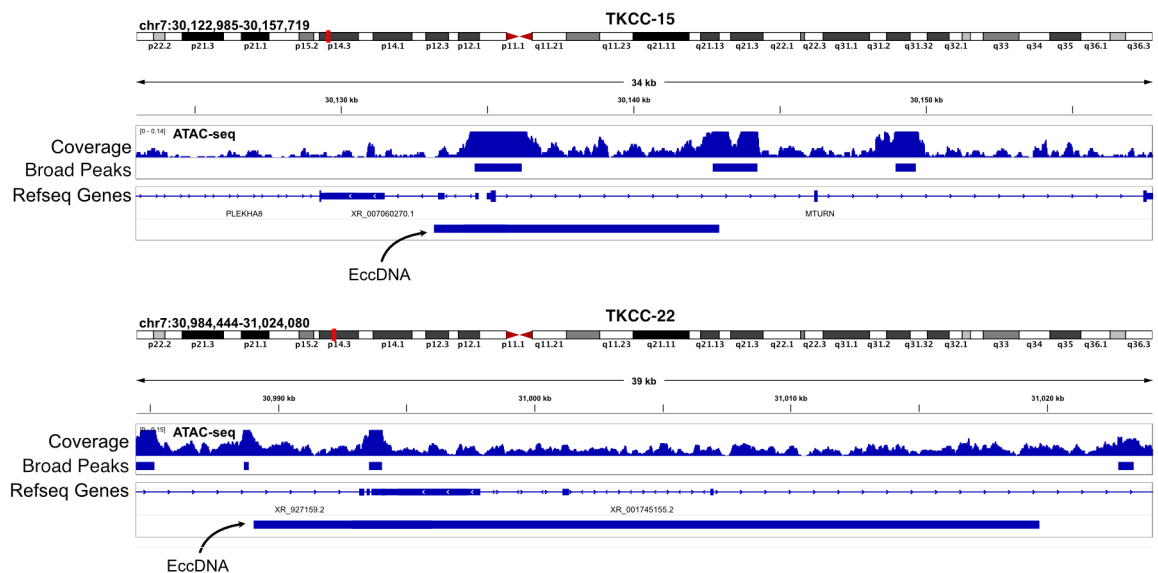 TKCC-15
chr7:30,122,985-30,157,719
p22.2 p21.3 p21.1 p15.2 p14.3 p14.1 p12.3 p12.1 p11.1 q11.21 q11.23 q21.11 q21.13 q21.3 q22.1 q22.3 q31.1 q31.2 q31.32 q32.1 q33 q34 q35 q36.1 q36.3
34 kb
30,130 kb 30,140 kb 30,150 kb
[0 - 0.14] ATAC-seq
Coverage
Broad Peaks
Refseq Genes
PLEKHA8 XR_007060270.1 MTURN
EccDNA
TKCC-22
chr7:30,984,444-31,024,080
p22.2 p21.3 p21.1 p15.2 p14.3 p14.1 p12.3 p12.1 p11.1 q11.21 q11.23 q21.11 q21.13 q21.3 q22.1 q22.3 q31.1 q31.2 q31.32 q32.1 q33 q34 q35 q36.1 q36.3
39 kb
30,990 kb 31,000 kb 31,010 kb 31,020 kb
[0 - 0.15] ATAC-seq
Coverage
Broad Peaks
Refseq Genes
XR_927159.2 XR_001745155.2
EccDNA